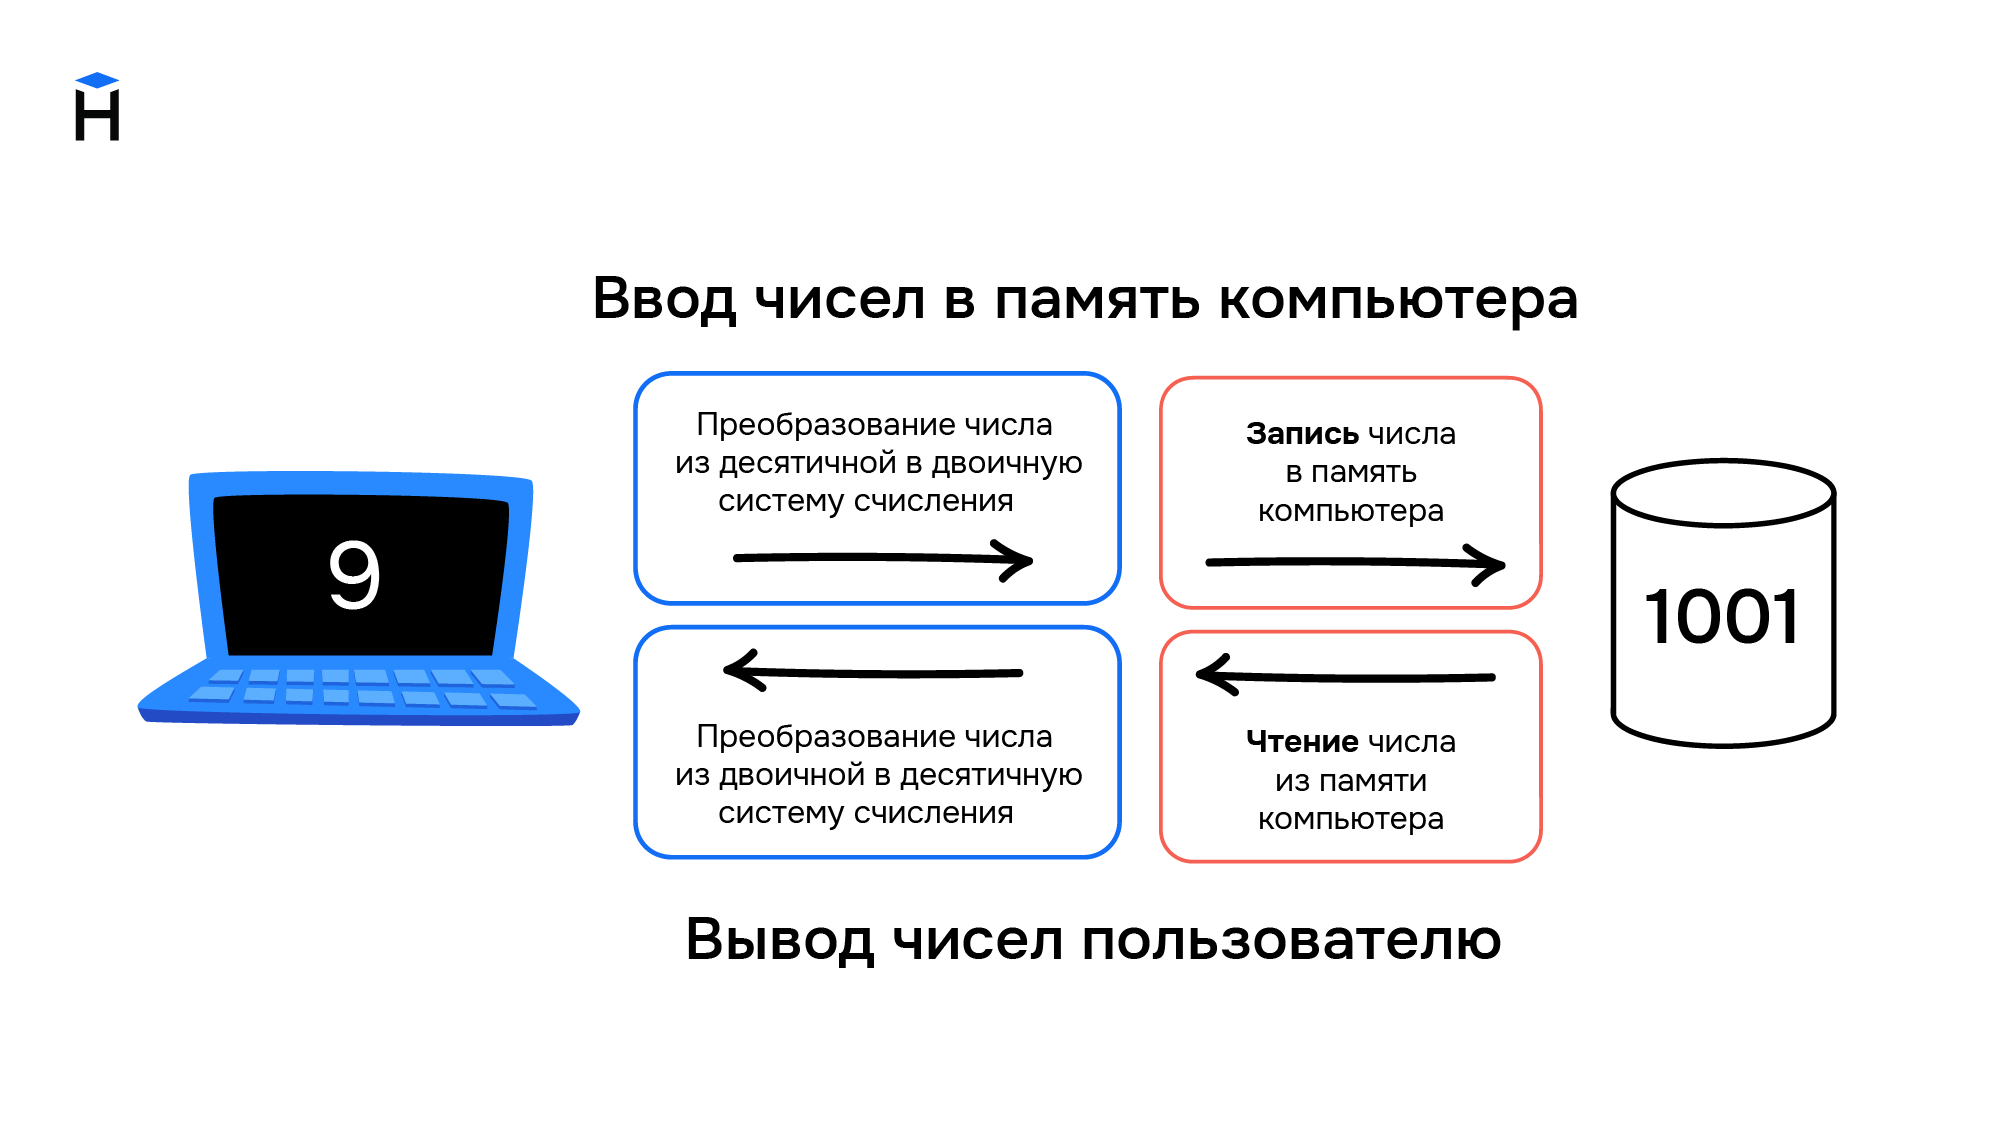 H
Ввод чисел в память компьютера
Преобразование числа
из десятичной в двоичную
систему счисления
Запись числа
в память
компьютера
9
1001
Преобразование числа
из двоичной в десятичную
систему счисления
Чтение числа
из памяти
компьютера
Вывод чисел пользователю